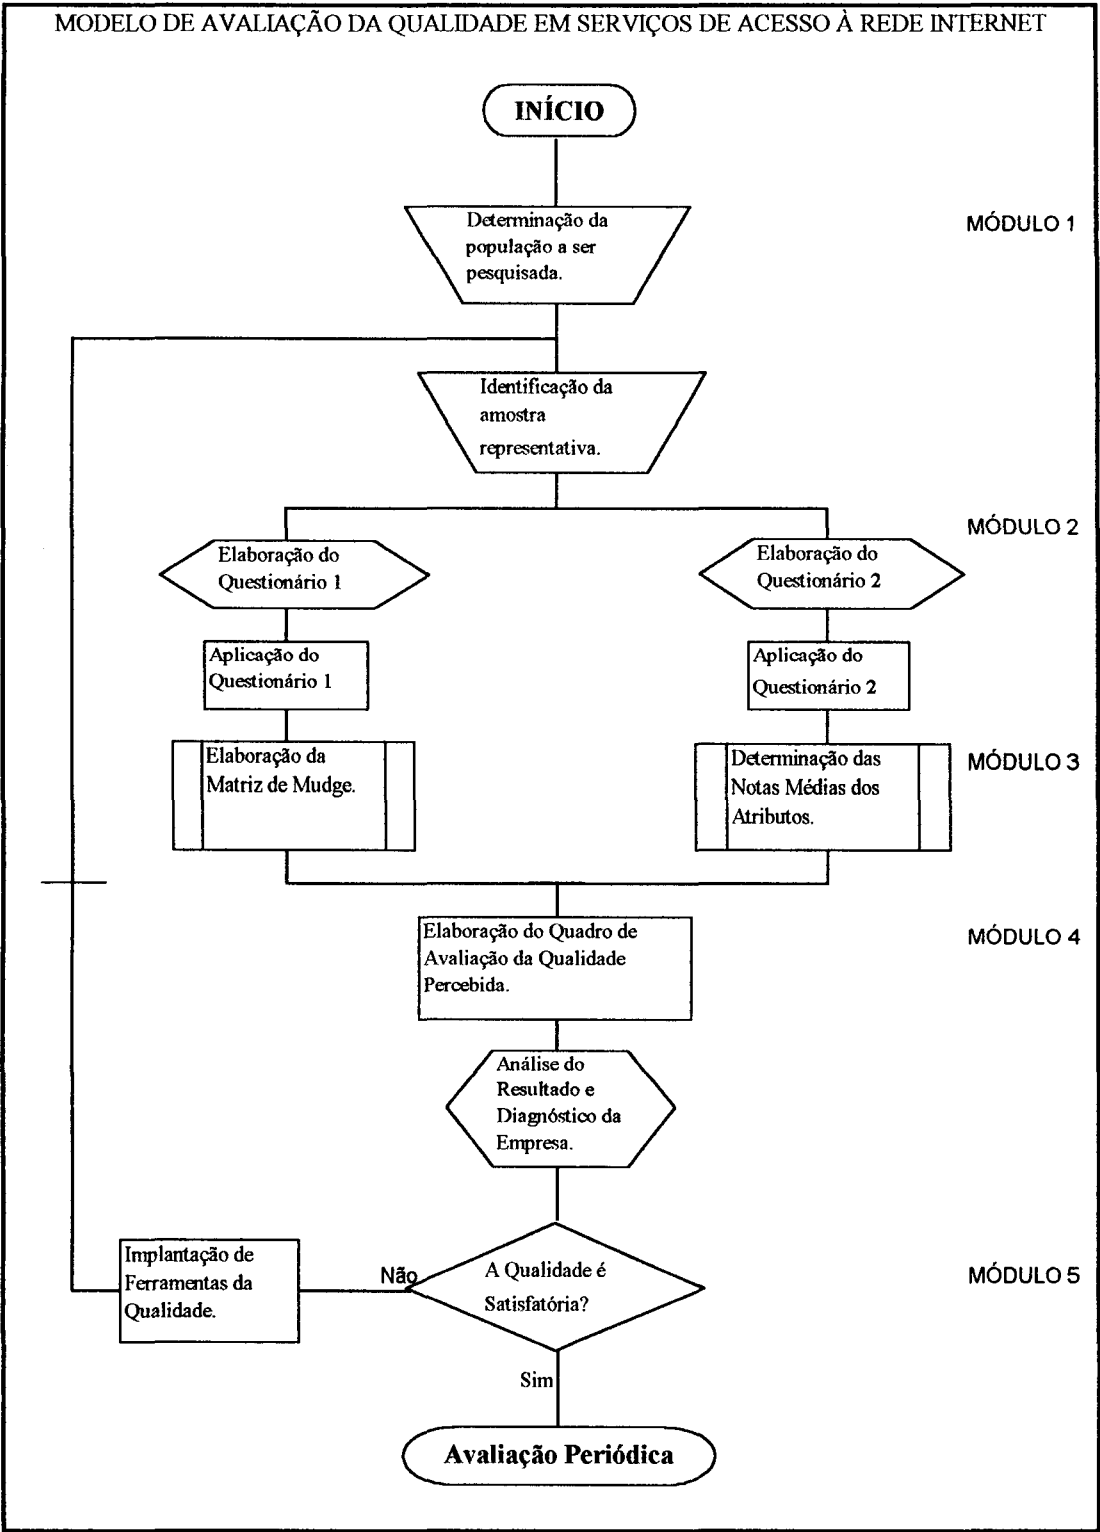 MODELO DE AVALIAÇÃO DA QUALIDADE EM SERVIÇOS DE ACESSO À REDE INTERNET
INÍCIO
Determinação da
população a ser
pesquisada.
MÓDULO 1
Identificação da
amostra
representativa.
MÓDULO 2
Elaboração do
Questionário 1
Elaboração do
Questionário 2
Aplicação do
Questionário 1
Aplicação do
Questionário 2
Elaboração da
Matriz de Mudge.
Determinação das
Notas Médias dos
Atributos.
MÓDULO 3
Elaboração do Quadro de
Avaliação da Qualidade
Percebida.
MÓDULO 4
Análise do
Resultado e
Diagnóstico da
Empresa.
Implantação de
Ferramentas da
Qualidade.
Não
A Qualidade é
Satisfatória?
MÓDULO 5
Sim
Avaliação Periódica